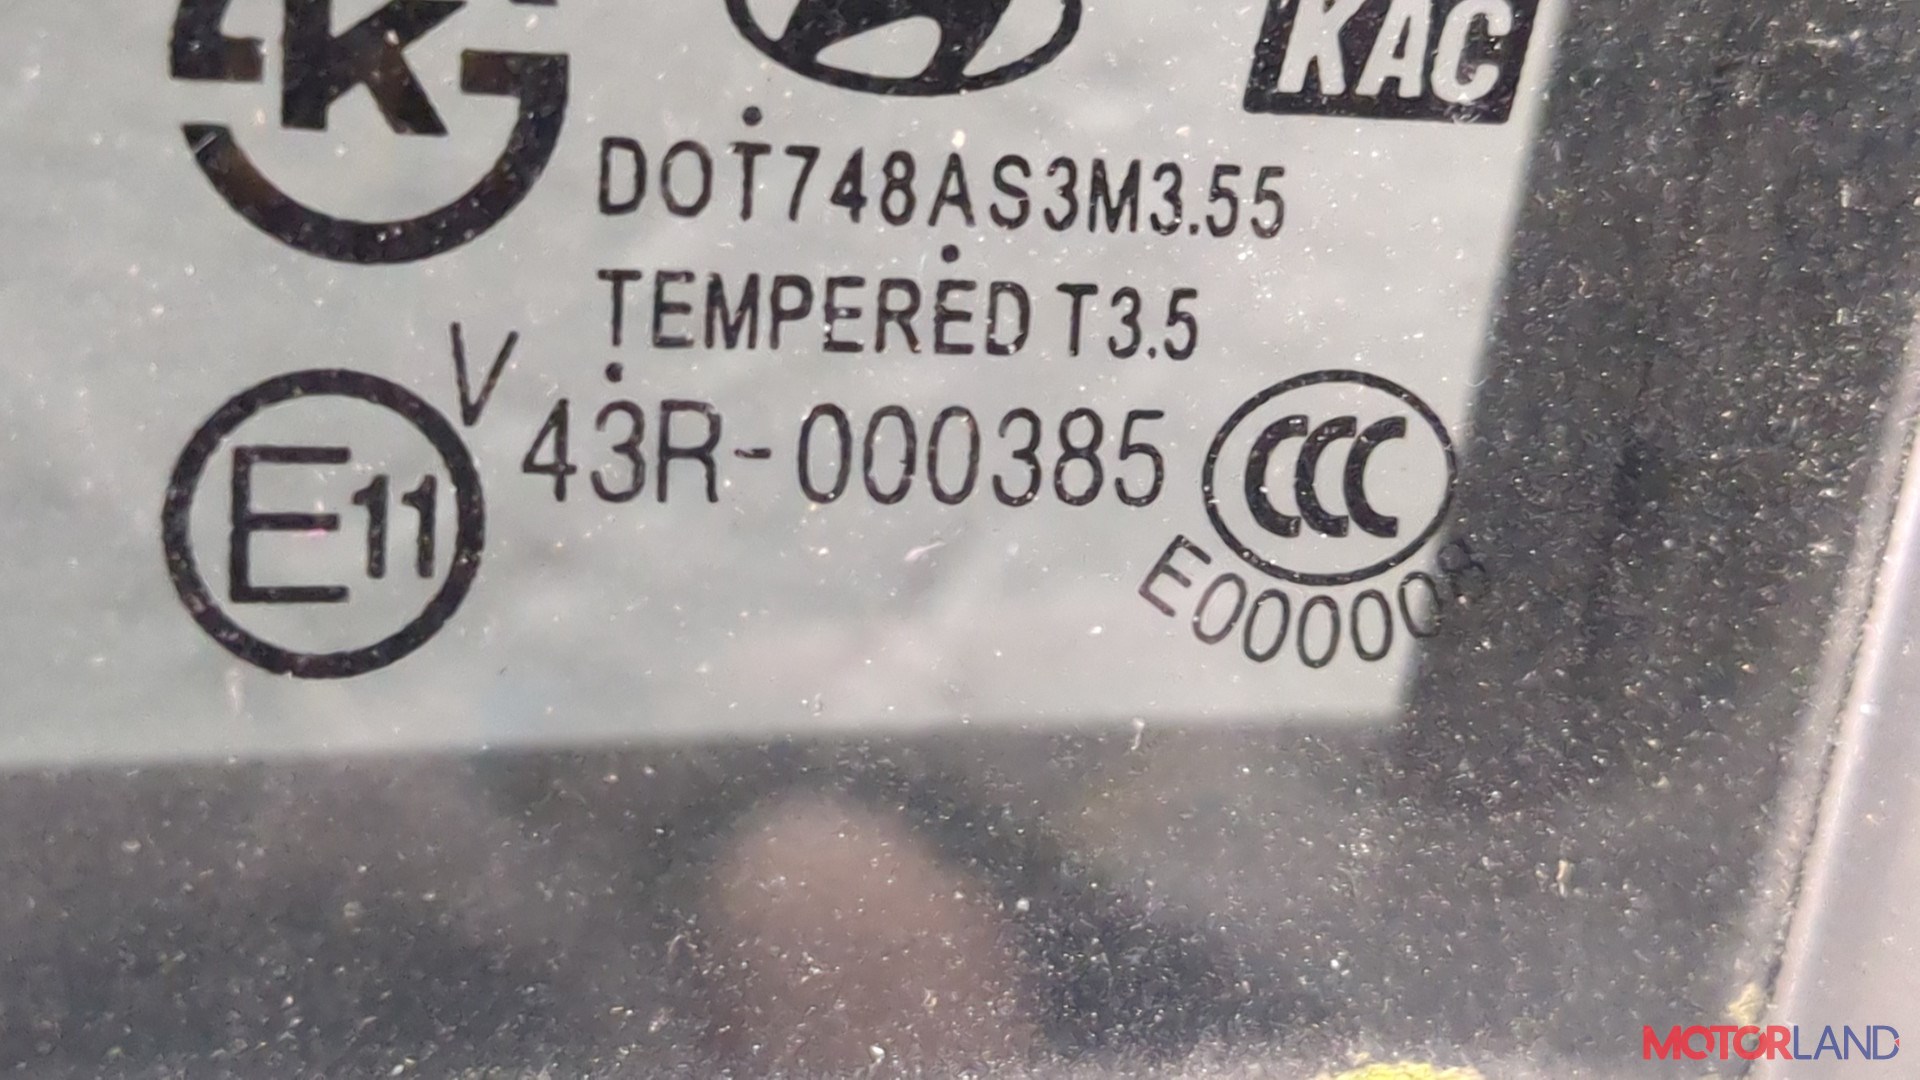 K
KAC
DOT748AS3M3.55
TEMPERED T3.5
V
43R-000385
E11
CCC
E000008
MOTORLAND